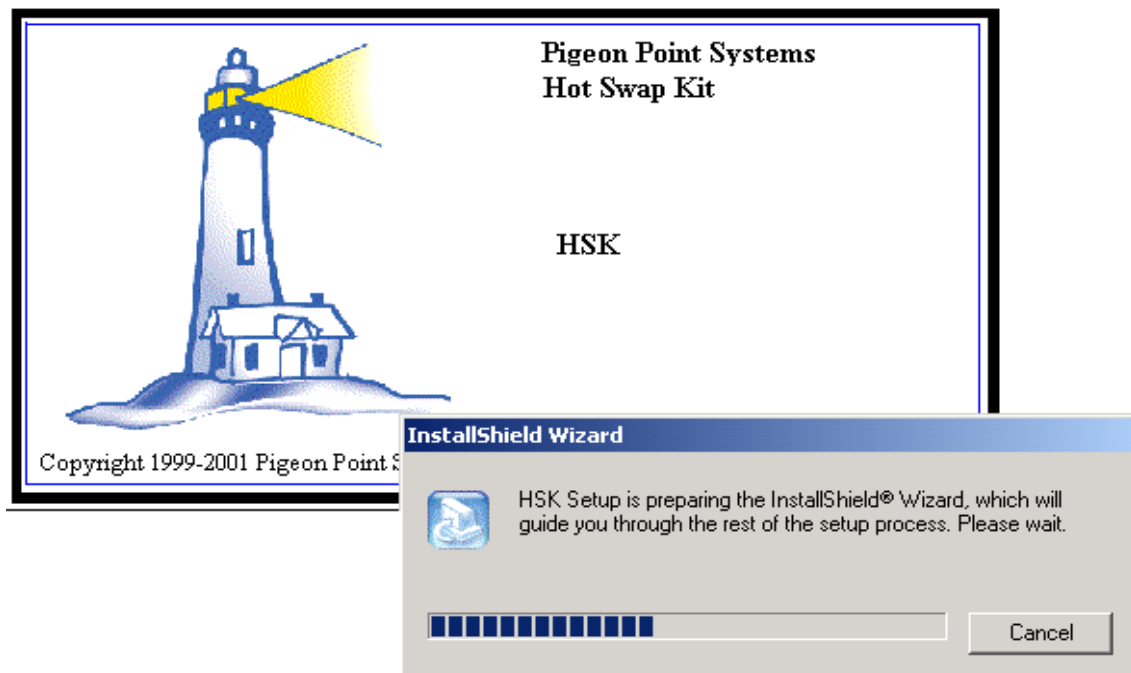 Pigeon Point Systems
Hot Swap Kit
HSK
Copyright 1999-2001 Pigeon Point
InstallShield Wizard
HSK Setup is preparing the InstallShield® Wizard, which will
guide you through the rest of the setup process. Please wait.
Cancel